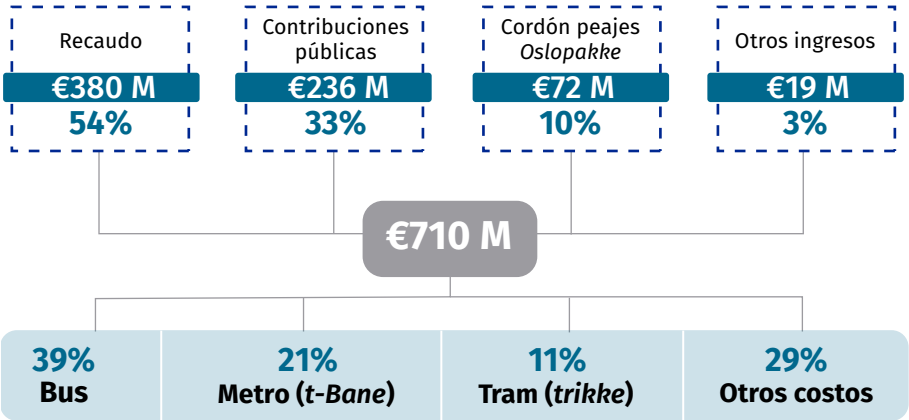 Recaudo
€380 M
54%
Contribuciones
públicas
€236 M
33%
Cordón peajes
Oslopakke
€72 M
10%
Otros ingresos
€19 M
3%
€710 M
39%
Bus
21%
Metro (t-Bane)
11%
Tram (trikke)
29%
Otros costos